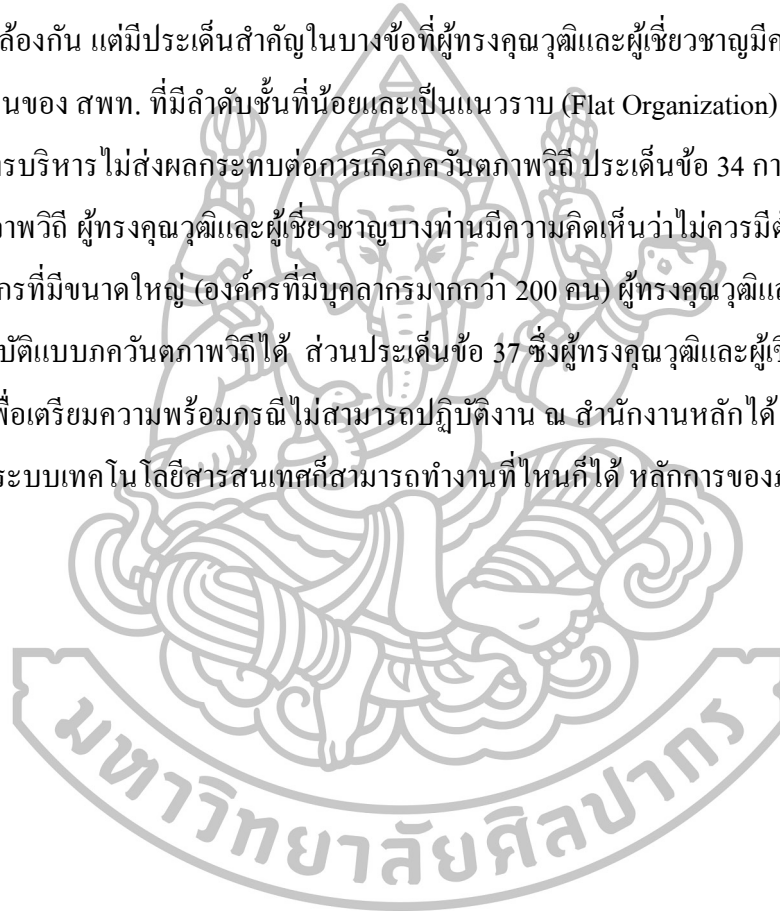 ล้องกัน แต่มีประเด็นสำคัญในบางข้อที่ผู้ทรงคุณวุฒิและผู้เชี่ยวชาญมีค
นของ สพท. ที่มีลำดับชั้นที่น้อยและเป็นแนวราบ (Flat Organization)
รบริหารไม่ส่งผลกระทบต่อการเกิดภควันตภาพวิถี ประเด็นข้อ 34 กา
าพวิถี ผู้ทรงคุณวุฒิและผู้เชี่ยวชาญบางท่านมีความคิดเห็นว่าไม่ควรมีต
กรที่มีขนาดใหญ่ (องค์กรที่มีบุคลากรมากกว่า 200 คน) ผู้ทรงคุณวุฒิแล
บัติแบบภควันตภาพวิถีได้ ส่วนประเด็นข้อ 37 ซึ่งผู้ทรงคุณวุฒิและผู้เชี
พื่อเตรียมความพร้อมกรณีไม่สามารถปฏิบัติงาน ณ สำนักงานหลักได้
ระบบเทคโนโลยีสารสนเทศก็สามารถทำงานที่ไหนก็ได้ หลักการของภ
มหาวิทยาลัยศิลปากร